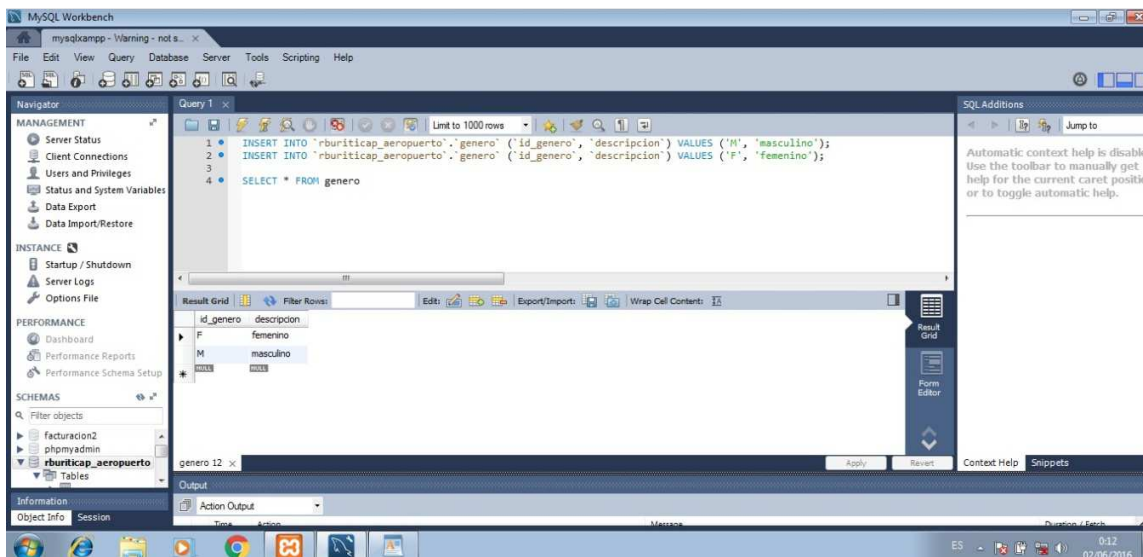 MySQL Workbench
mysqlxampp - Warning - not s...
File Edit View Query Database Server Tools Scripting Help
Navigator
MANAGEMENT
Server Status
Client Connections
Users and Privileges
Status and System Variables
Data Export
Data Import/Restore
INSTANCE
Startup / Shutdown
Server Logs
Options File
PERFORMANCE
Dashboard
Performance Reports
Performance Schema Setup
SCHEMAS
Filter objects
facturacion2
phpmyadmin
rburiticap_aeropuerto
Tables
Information
Object Info Session
Query 1
Limit to 1000 rows
1 INSERT INTO `rburiticap_aeropuerto`.`genero` (`id_genero`, `descripcion`) VALUES ('M', 'masculino');
2 INSERT INTO `rburiticap_aeropuerto`.`genero` (`id_genero`, `descripcion`) VALUES ('F', 'femenino');
3
4 SELECT * FROM genero
Result Grid Filter Rows: Edit: Export/Import: Wrap Cell Content:
id_genero descripcion
F femenino
M masculino
NULL NULL
Result Grid
Form Editor
genero 12
Apply Revert
Output
Action Output
Time Action Message Duration / Fetch
SQL Additions
Jump to
Automatic context help is disable
Use the toolbar to manually get
help for the current caret positio
or to toggle automatic help.
Context Help Snippets
ES
0:12
02/06/2016